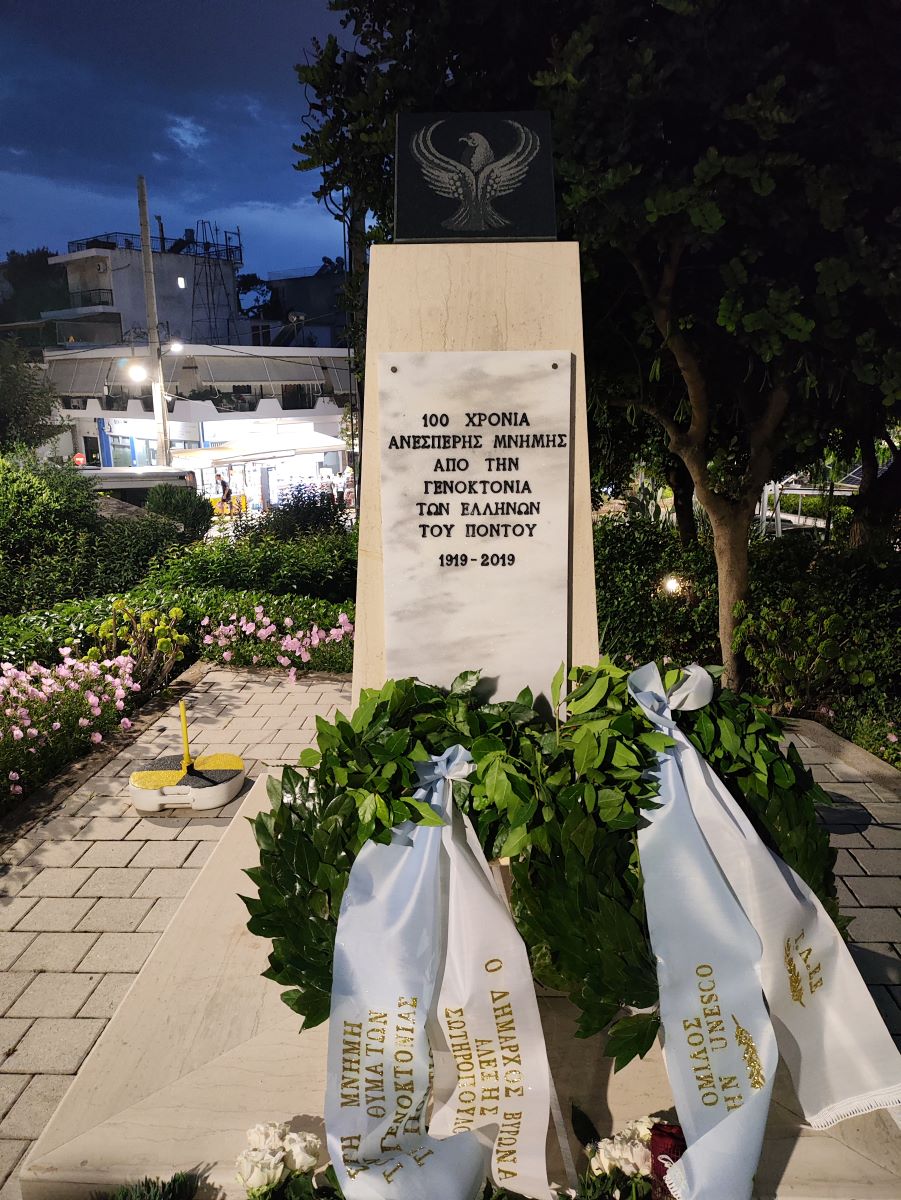 100 ΧΡΟΝΙΑ
ΑΝΕΣΠΕΡΗΣ ΜΝΗΜΗΣ
ΑΠΟ ΤΗΝ
ΓΕΝΟΚΤΟΝΙΑ
ΤΩΝ ΕΛΛΗΝΩΝ
ΤΟΥ ΠΟΝΤΟΥ
1919-2019
ΣΤΗ ΜΝΗΜΗ
ΘΥΜΑΤΩΝ
ΓΕΝΟΚΤΟΝΙΑΣ
Ο ΔΗΜΑΡΧΟΣ ΒΥΡΩΝΑ
ΑΛΕΞΗΣ
ΣΩΤΗΡΟΠΟΥΛΟΣ
ΟΜΙΛΟΣ
UNESCO